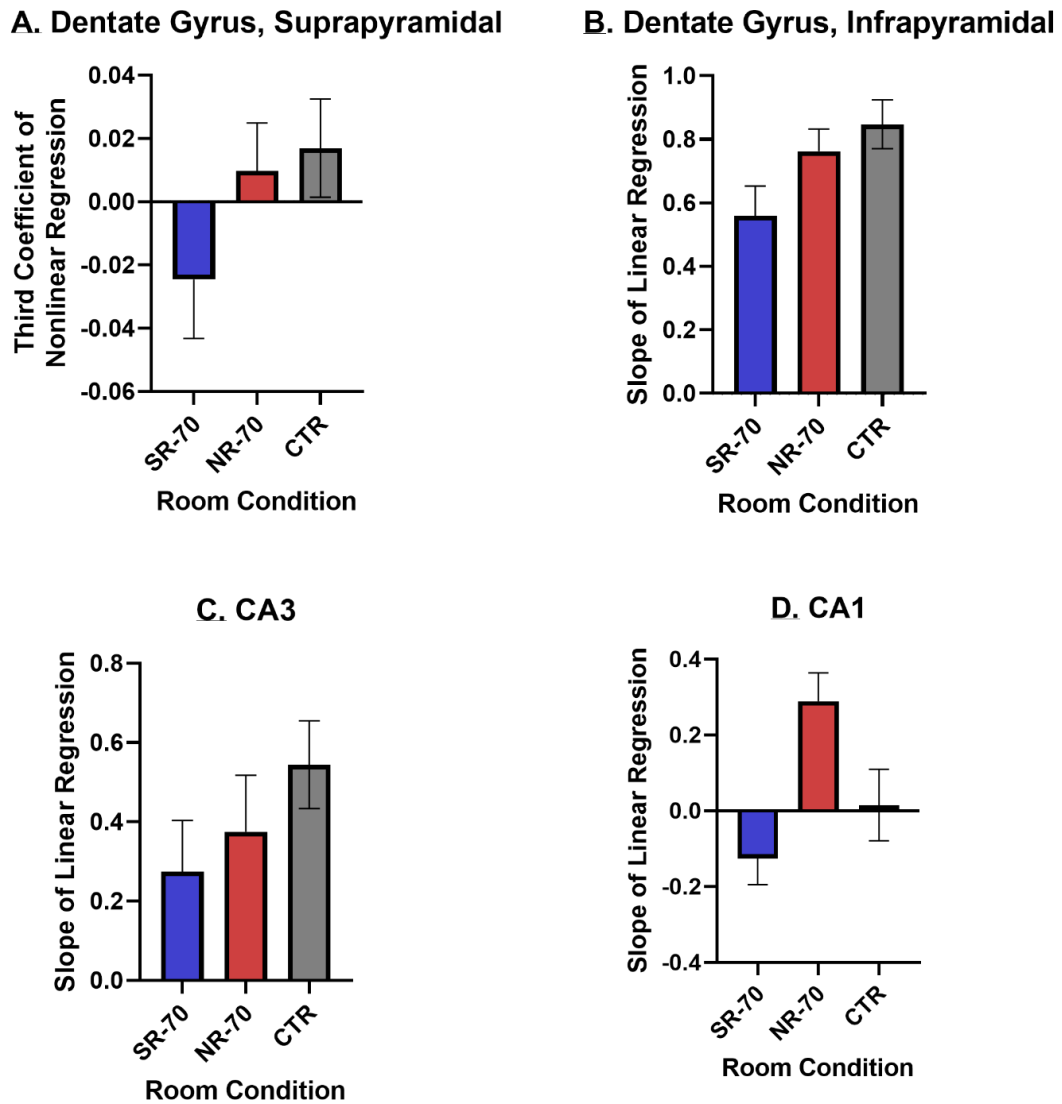 A. Dentate Gyrus, Suprapyramidal
Third Coefficient of
Nonlinear Regression
0.04
0.02
0.00
-0.02
-0.04
-0.06
SR-70
NR-70
CTR
Room Condition
B. Dentate Gyrus, Infrapyramidal
Slope of Linear Regression
1.0
0.8
0.6
0.4
0.2
0.0
SR-70
NR-70
CTR
Room Condition
C. CA3
Slope of Linear Regression
0.8
0.6
0.4
0.2
0.0
SR-70
NR-70
CTR
Room Condition
D. CA1
Slope of Linear Regression
0.4
0.2
0.0
-0.2
-0.4
SR-70
NR-70
CTR
Room Condition